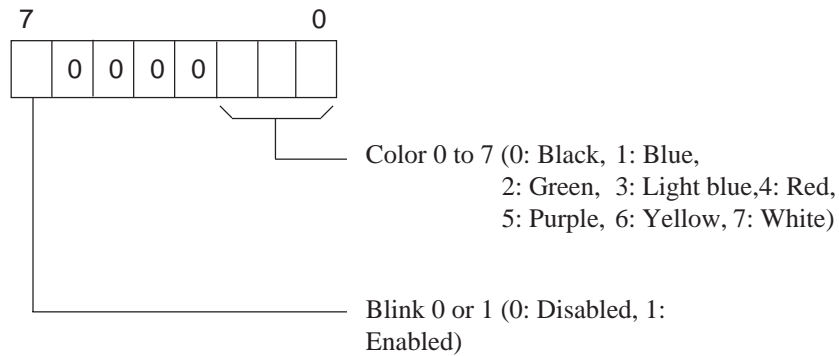 7 0
0 0 0 0
Color 0 to 7 (0: Black, 1: Blue,
2: Green, 3: Light blue,4: Red,
5: Purple, 6: Yellow, 7: White)
Blink 0 or 1 (0: Disabled, 1:
Enabled)